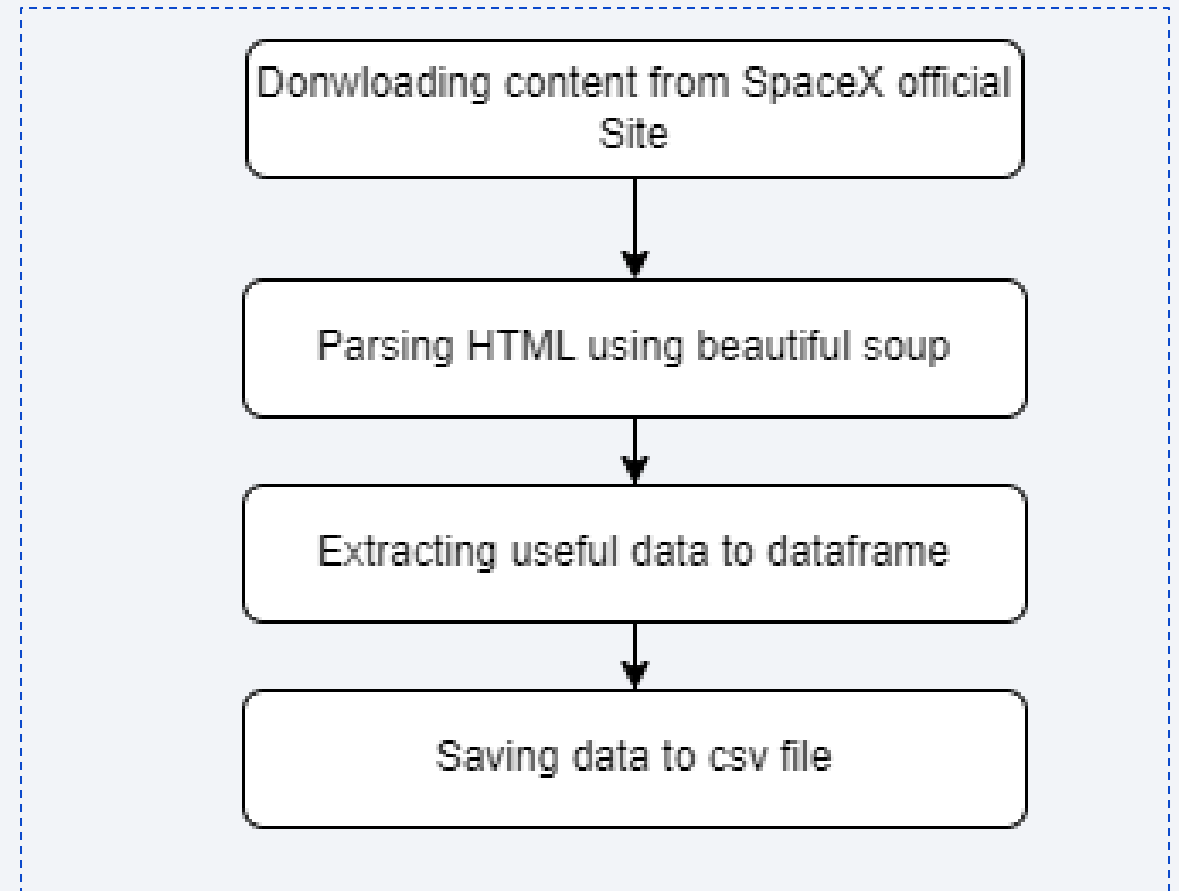 Donwloading content from SpaceX official
Site
Parsing HTML using beautiful soup
Extracting useful data to dataframe
Saving data to csv file